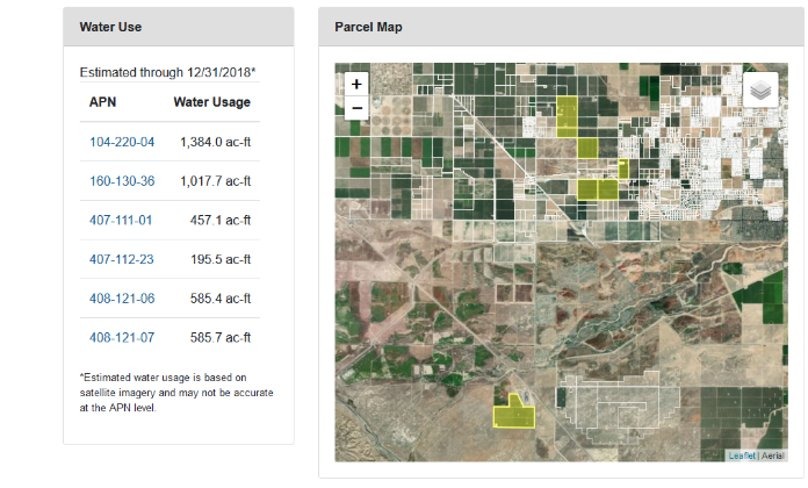 Water Use
Estimated through 12/31/2018*
APN Water Usage
104-220-04 1,384.0 ac-ft
160-130-36 1,017.7 ac-ft
407-111-01 457.1 ac-ft
407-112-23 195.5 ac-ft
408-121-06 585.4 ac-ft
408-121-07 585.7 ac-ft
*Estimated water usage is based on
satellite imagery and may not be accurate
at the APN level.
Parcel Map
+
−
Leaflet | Aerial